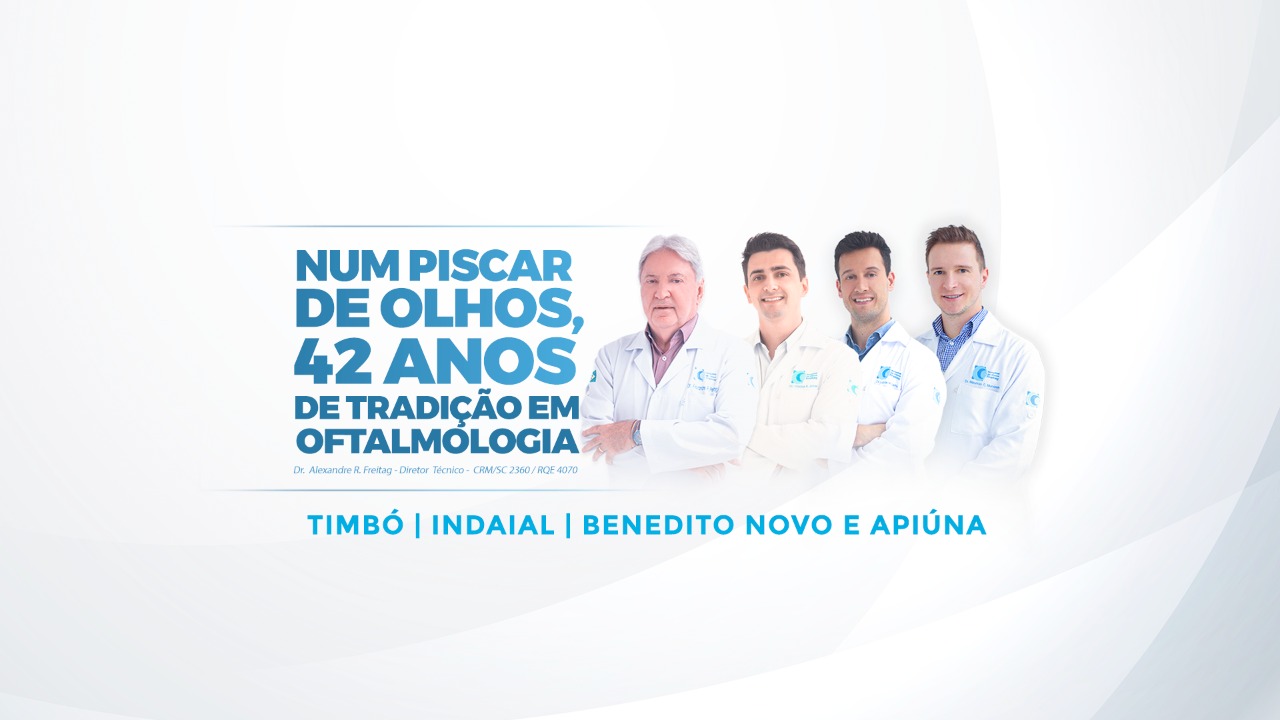 NUM PISCAR
DE OLHOS,
42 ANOS
DE TRADIÇÃO EM
OFTALMOLOGIA
Dr. Alexandre R. Freitag - Diretor Técnico - CRM/SC 2360 / RQE 4070
TIMBÓ | INDAIAL | BENEDITO NOVO E APIÚNA